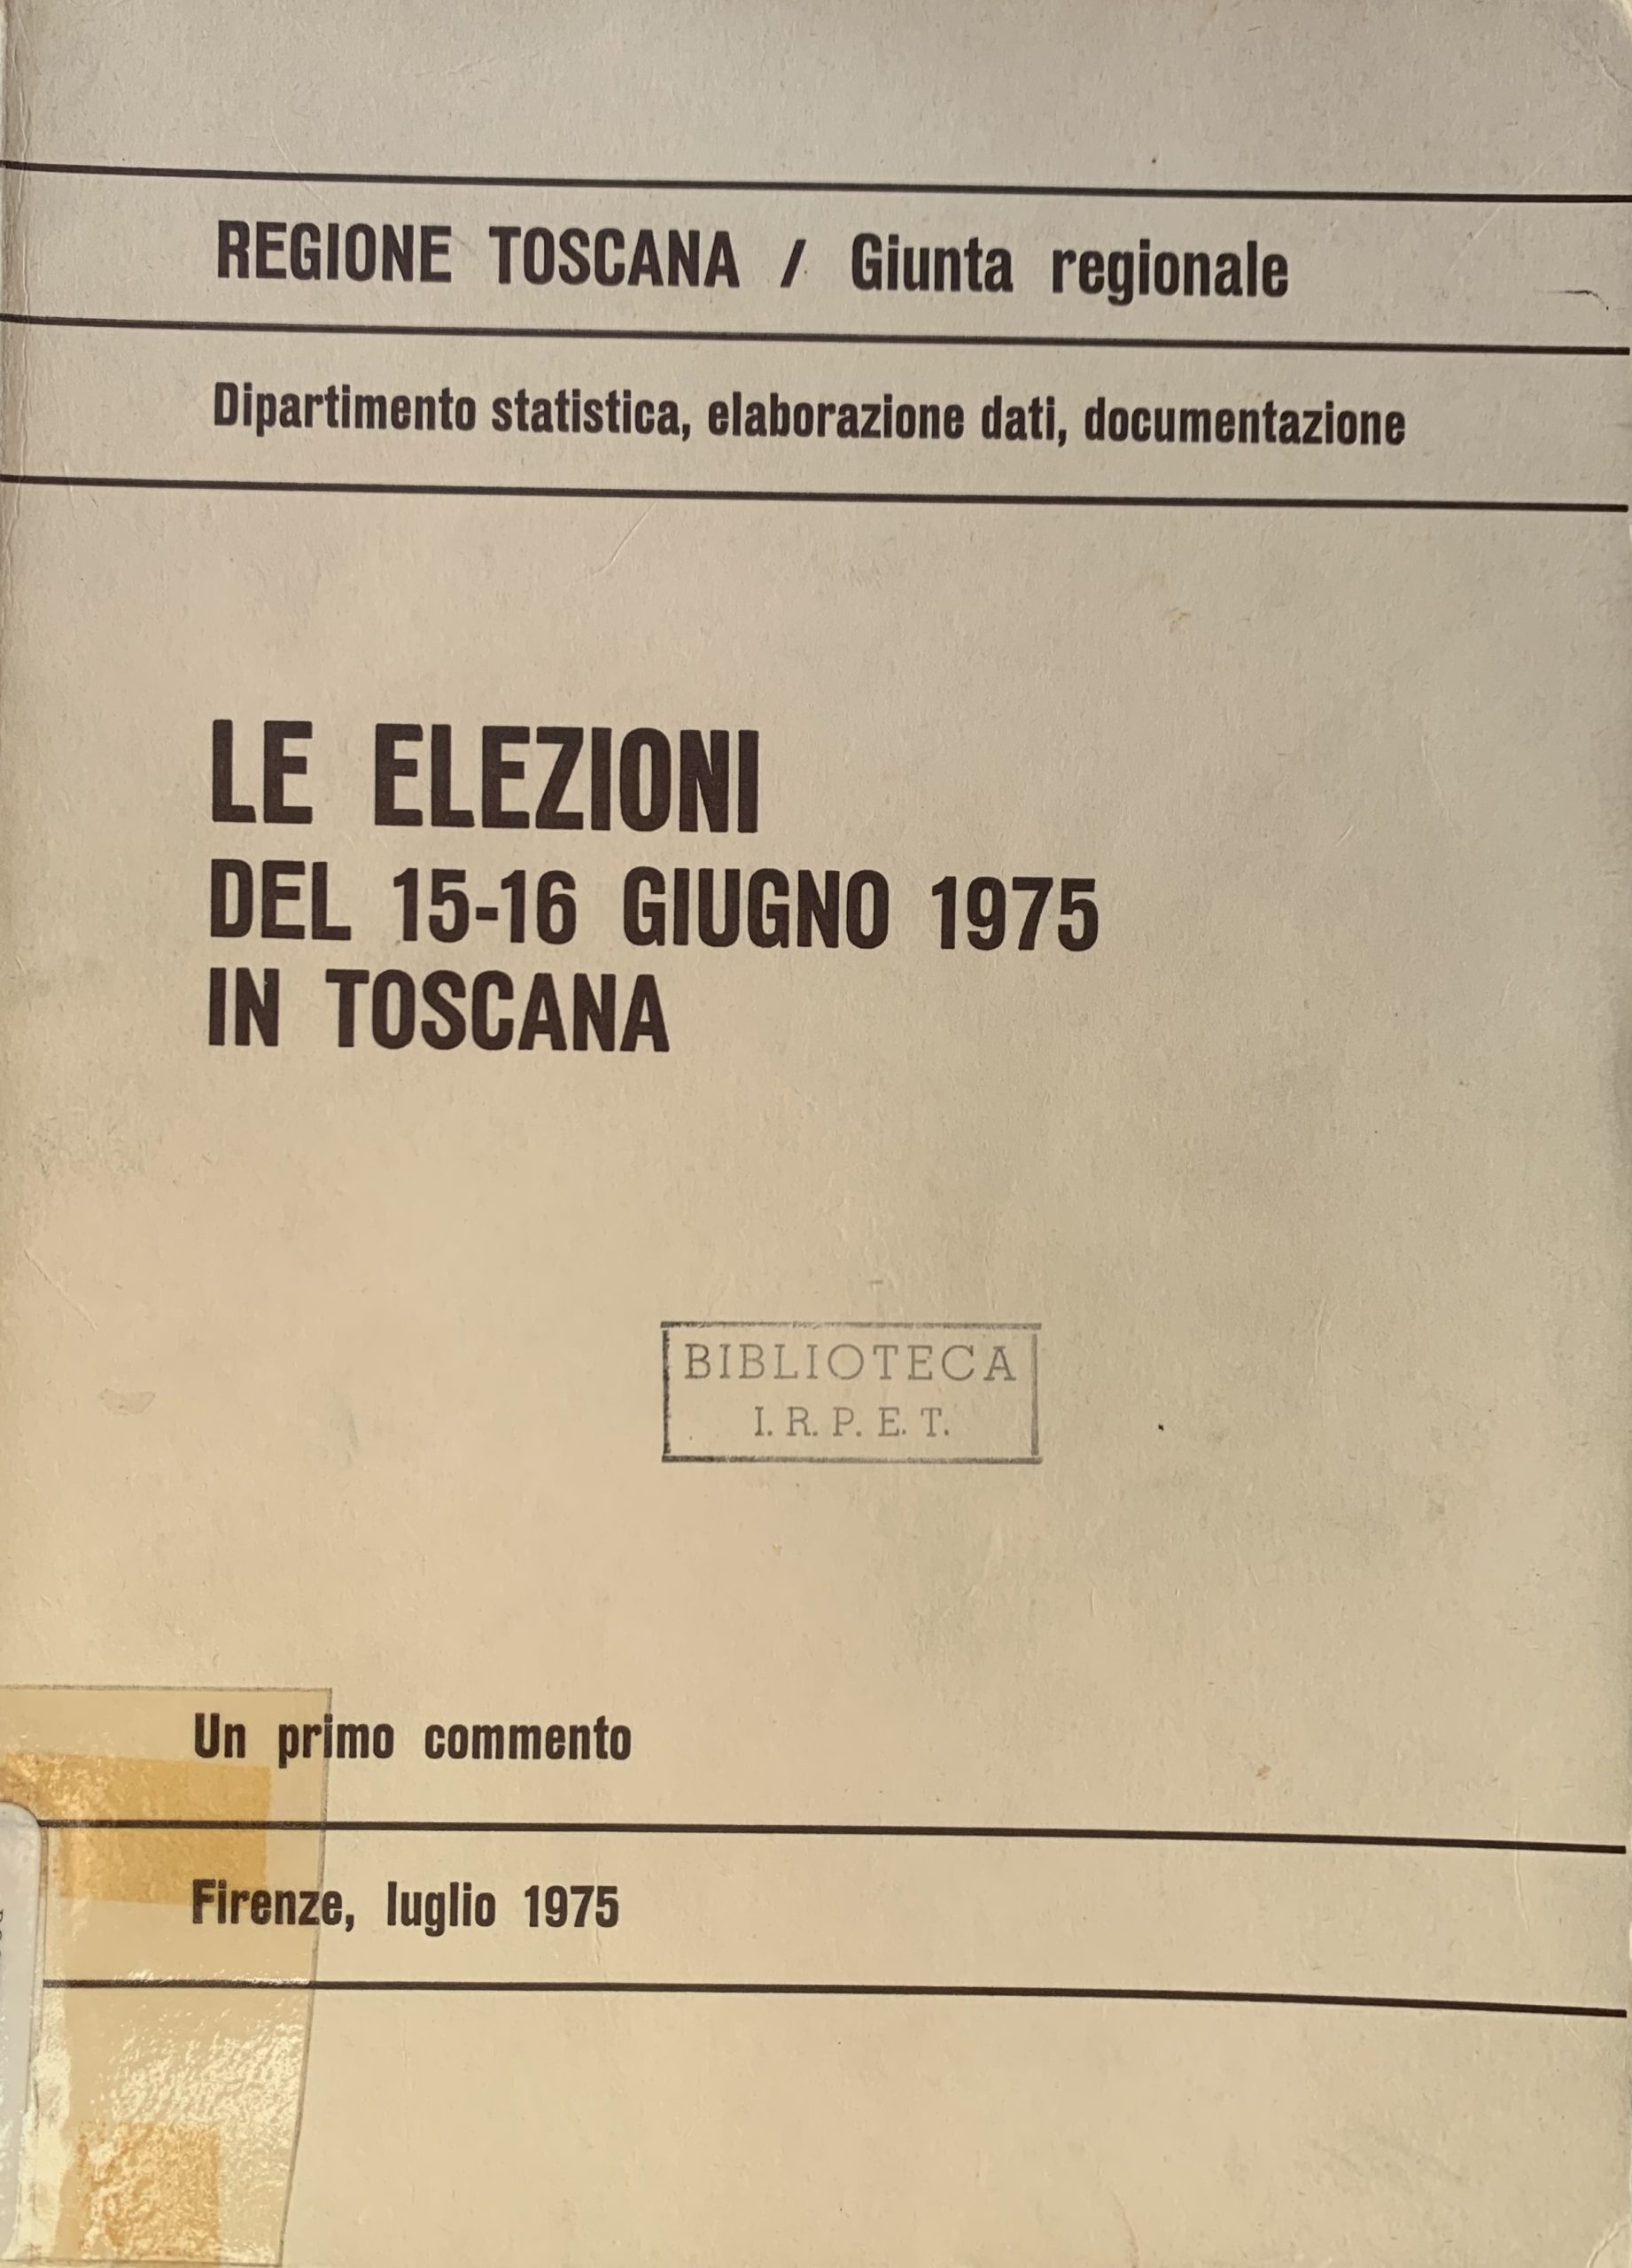 REGIONE TOSCANA / Giunta regionale
Dipartimento statistica, elaborazione dati, documentazione
LE ELEZIONI
DEL 15-16 GIUGNO 1975
IN TOSCANA
BIBLIOTECA
I. R. P. E. T.
Un primo commento
Firenze, luglio 1975